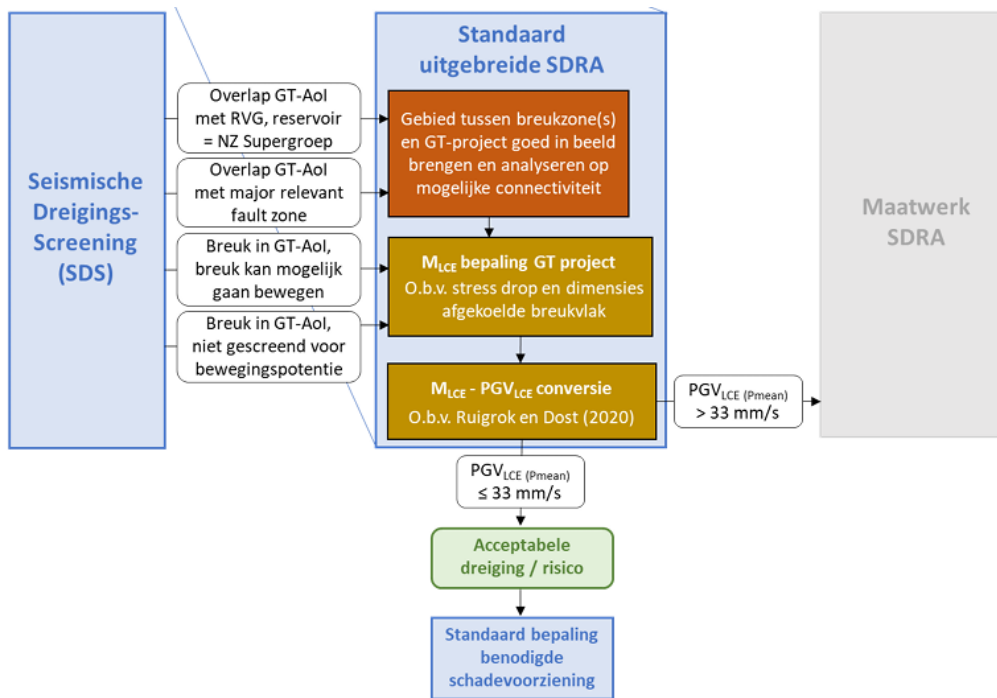 Seismische
Dreigings-
Screening
(SDS)
Overlap GT-AoI
met RVG, reservoir
= NZ Supergroep
Overlap GT-AoI
met major relevant
fault zone
Breuk in GT-AoI,
breuk kan mogelijk
gaan bewegen
Breuk in GT-AoI,
niet gescreend voor
bewegingspotentie
Standaard
uitgebreide SDRA
Gebied tussen breukzone(s)
en GT-project goed in beeld
brengen en analyseren op
mogelijke connectiviteit
MLCE bepaling GT project
O.b.v. stress drop en dimensies
afgekoelde breukvlak
MLCE - PGVLCE conversie
O.b.v. Ruigrok en Dost (2020)
PGVLCE (Pmean)
> 33 mm/s
Maatwerk
SDRA
PGVLCE (Pmean)
≤ 33 mm/s
Acceptabele
dreiging / risico
Standaard bepaling
benodigde
schadevoorziening